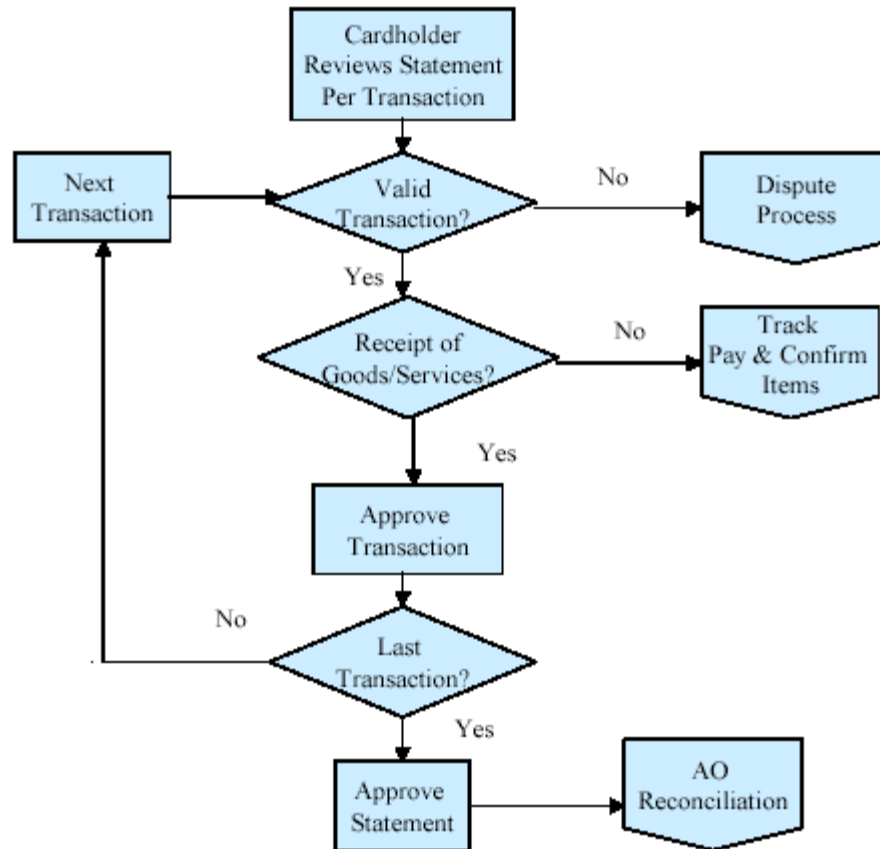 Cardholder
Reviews Statement
Per Transaction
Next
Transaction
Valid
Transaction?
No
Dispute
Process
Yes
Receipt of
Goods/Services?
No
Track
Pay & Confirm
Items
Yes
Approve
Transaction
No
Last
Transaction?
Yes
Approve
Statement
AO
Reconciliation